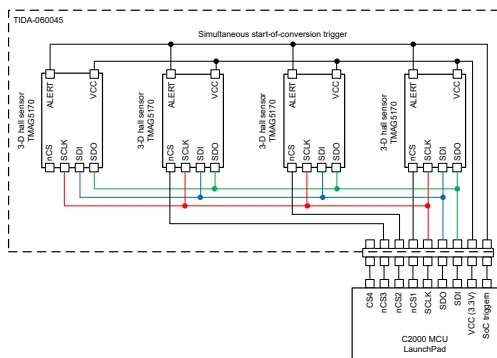 TIDA-060045
Simultaneous start-of-conversion trigger
ALERT
VCC
3-D hall sensor
TMAG5170
nCS
SCLK
SDI
SDO
ALERT
VCC
3-D hall sensor
TMAG5170
nCS
SCLK
SDI
SDO
ALERT
VCC
3-D hall sensor
TMAG5170
nCS
SCLK
SDI
SDO
ALERT
VCC
3-D hall sensor
TMAG5170
nCS
SCLK
SDI
SDO
CS4
nCS3
nCS2
nCS1
SCLK
SDO
SDI
VCC (3.3V)
SoC triggem
C2000 MCU
LaunchPad